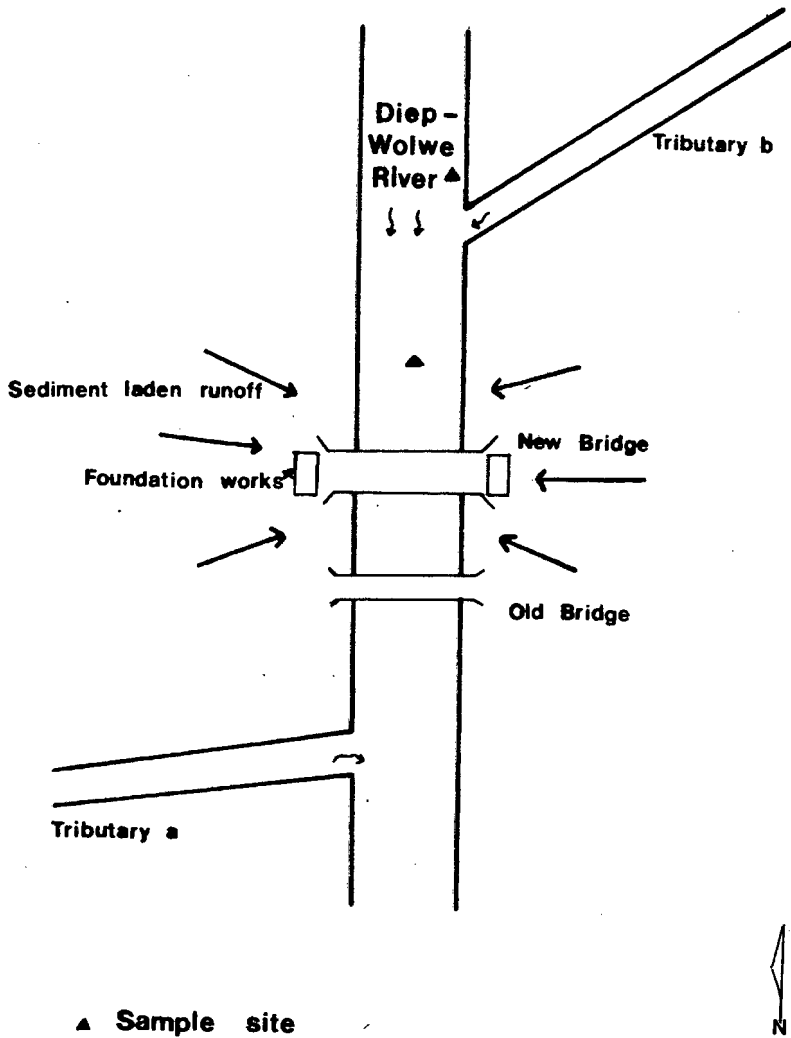 Diep-
Wolwe
River
Tributary b
Sediment laden runoff
New Bridge
Foundation works
Old Bridge
Tributary a
N
Sample site